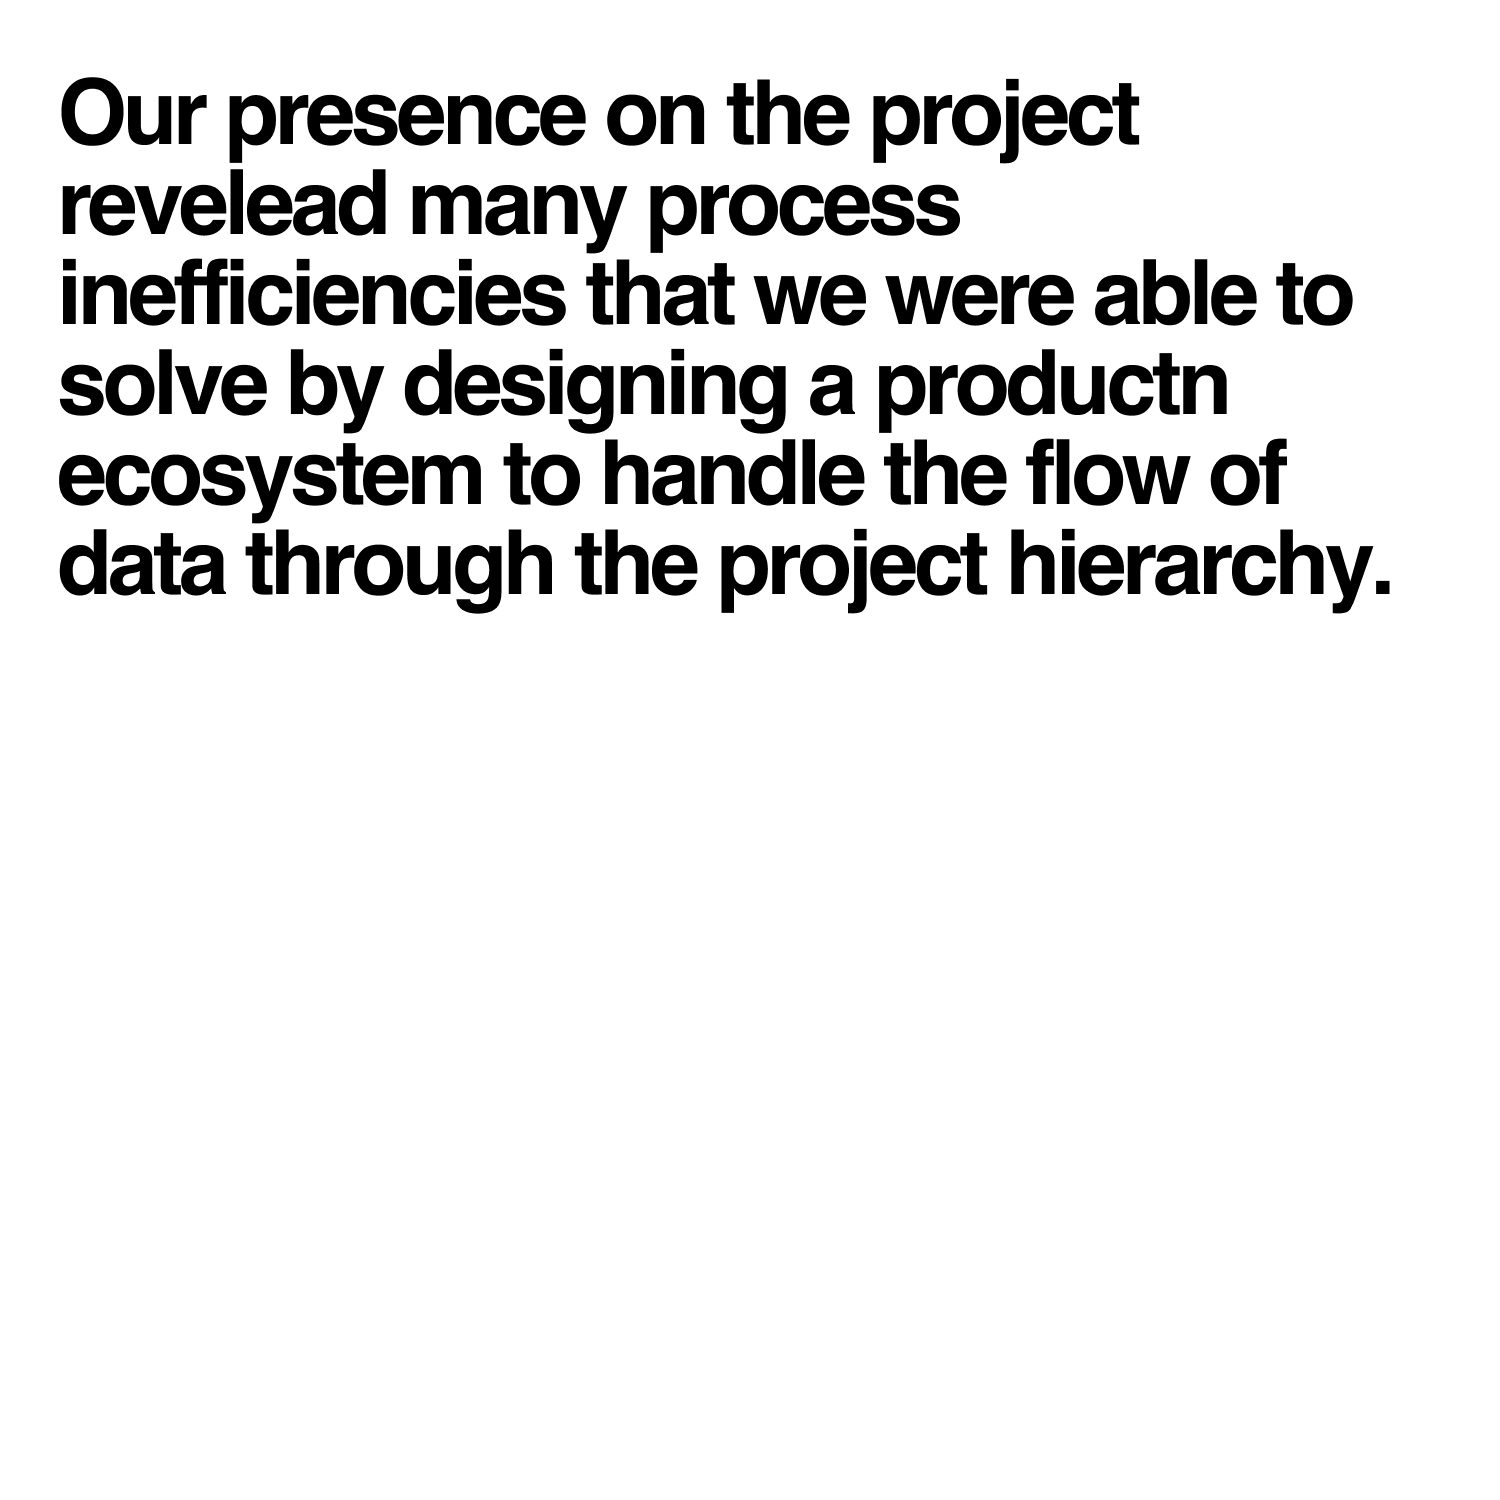 Our presence on the project
revelead many process
inefficiencies that we were able to
solve by designing a productn
ecosystem to handle the flow of
data through the project hierarchy.